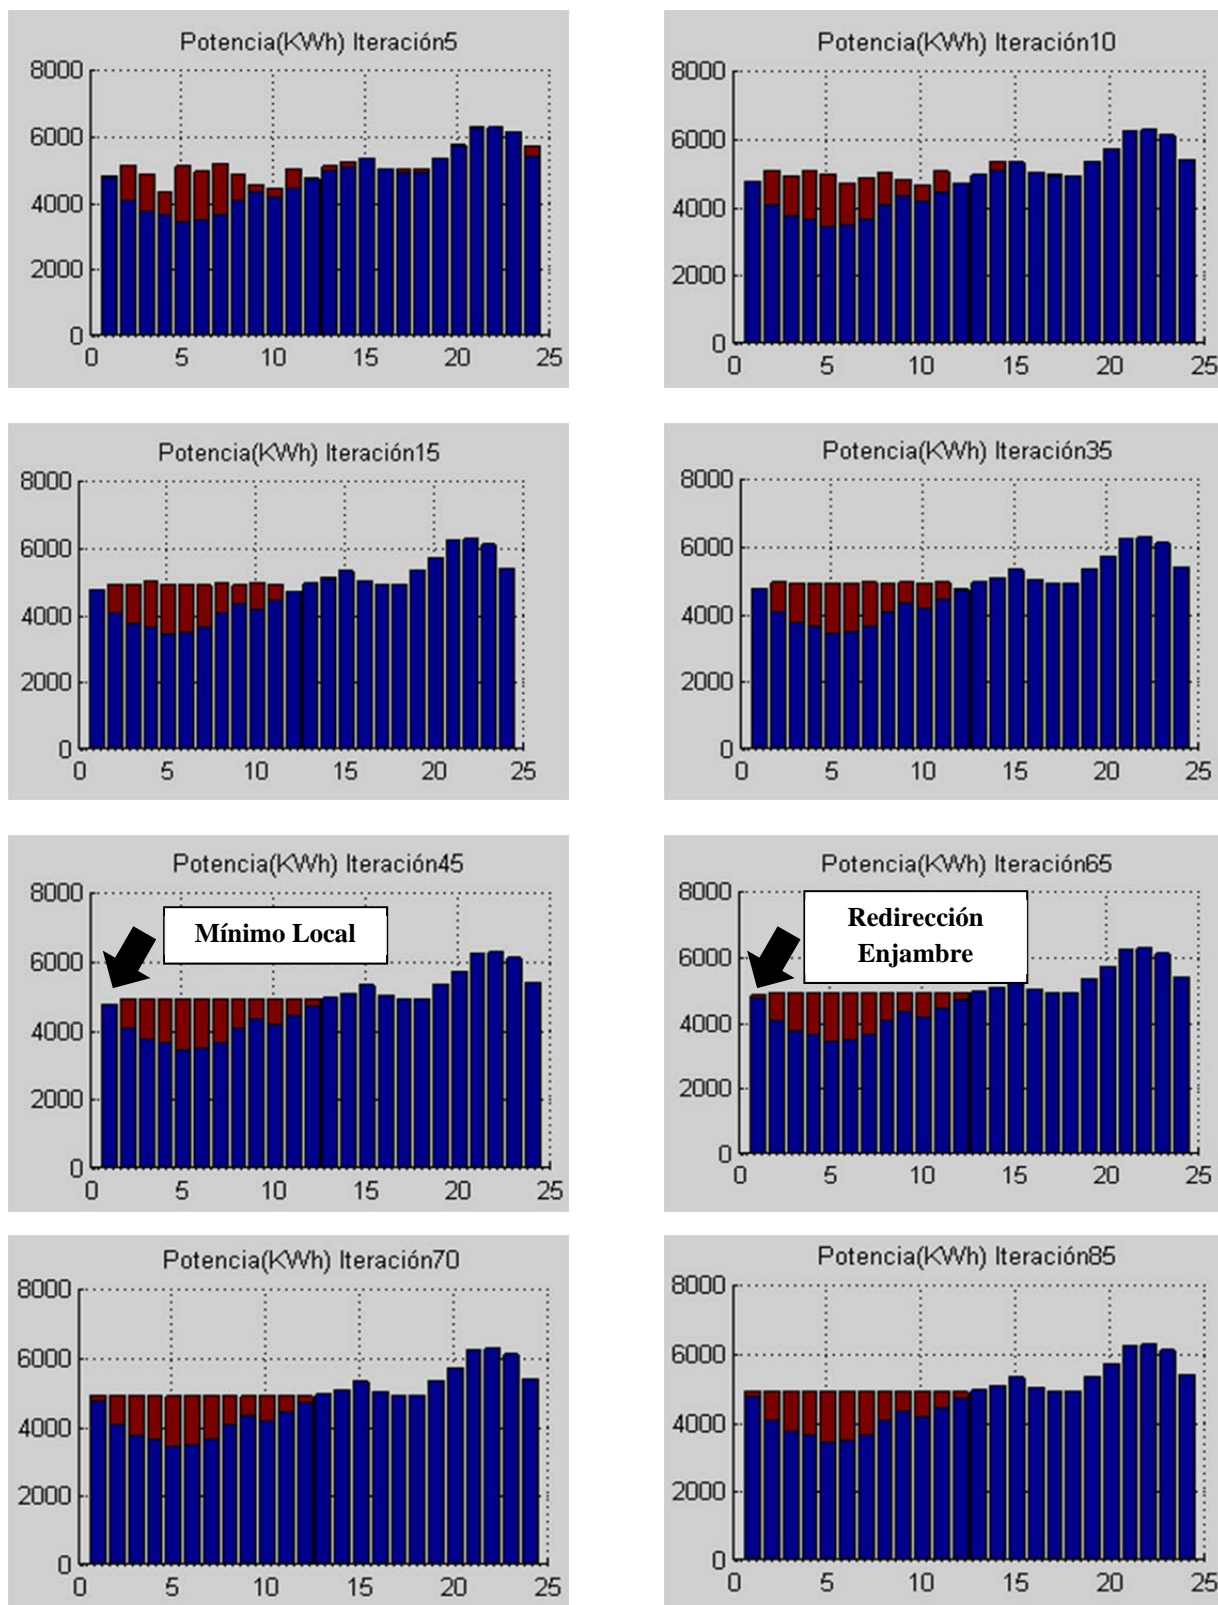 Potencia(KWh) Iteración5
8000
6000
4000
2000
0
0 5 10 15 20 25
Potencia(KWh) Iteración10
8000
6000
4000
2000
0
0 5 10 15 20 25
Potencia(KWh) Iteración15
8000
6000
4000
2000
0
0 5 10 15 20 25
Potencia(KWh) Iteración35
8000
6000
4000
2000
0
0 5 10 15 20 25
Potencia(KWh) Iteración45
8000
Mínimo Local
6000
4000
2000
0
0 5 10 15 20 25
Potencia(KWh) Iteración65
8000
Redirección
Enjambre
6000
4000
2000
0
0 5 10 15 20 25
Potencia(KWh) Iteración70
8000
6000
4000
2000
0
0 5 10 15 20 25
Potencia(KWh) Iteración85
8000
6000
4000
2000
0
0 5 10 15 20 25